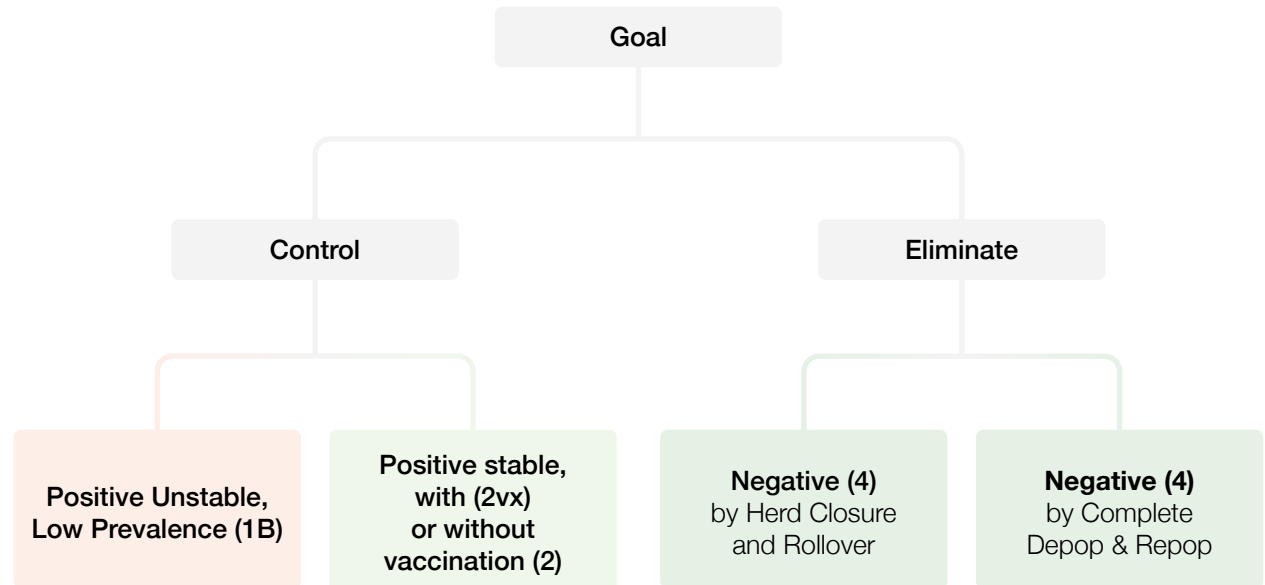 Goal
Control
Eliminate
Positive Unstable,
Low Prevalence (1B)
Positive stable,
with (2vx)
or without
vaccination (2)
Negative (4)
by Herd Closure
and Rollover
Negative (4)
by Complete
Depop & Repop